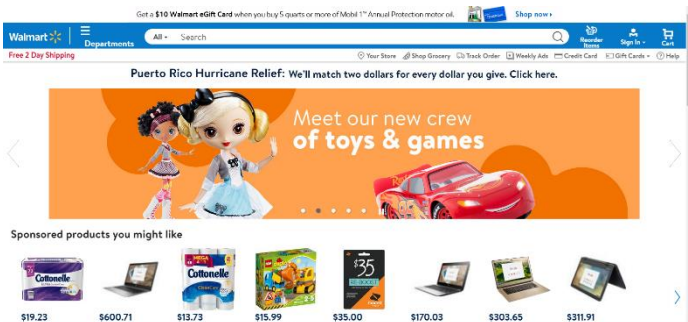 Get a $10 Walmart eGift Card when you buy 5 quarts or more of Mobil 1™ Annual Protection motor oil. Shop now ›
Walmart Departments All Search Reorder Items Sign In Cart
Free 2 Day Shipping Your Store Shop Grocery Track Order Weekly Ads Credit Card Gift Cards Help
Puerto Rico Hurricane Relief: We'll match two dollars for every dollar you give. Click here.
Meet our new crew
of toys & games
Sponsored products you might like
Cottonelle MEGA Cottonelle $35
$19.23 $600.71 $13.73 $15.99 $35.00 $170.03 $303.65 $311.91